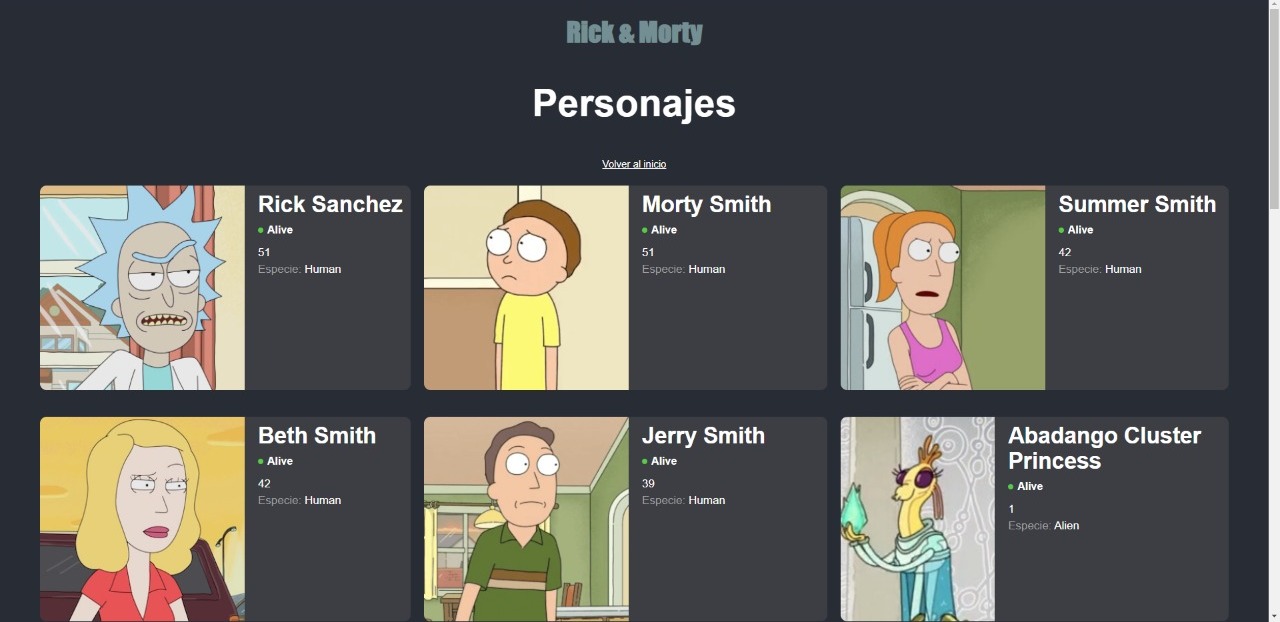 Rick & Morty
Personajes
Volver al inicio
Rick Sanchez
Alive
51
Especie: Human
Morty Smith
Alive
51
Especie: Human
Summer Smith
Alive
42
Especie: Human
Beth Smith
Alive
42
Especie: Human
Jerry Smith
Alive
39
Especie: Human
Abadango Cluster
Princess
Alive
1
Especie: Alien